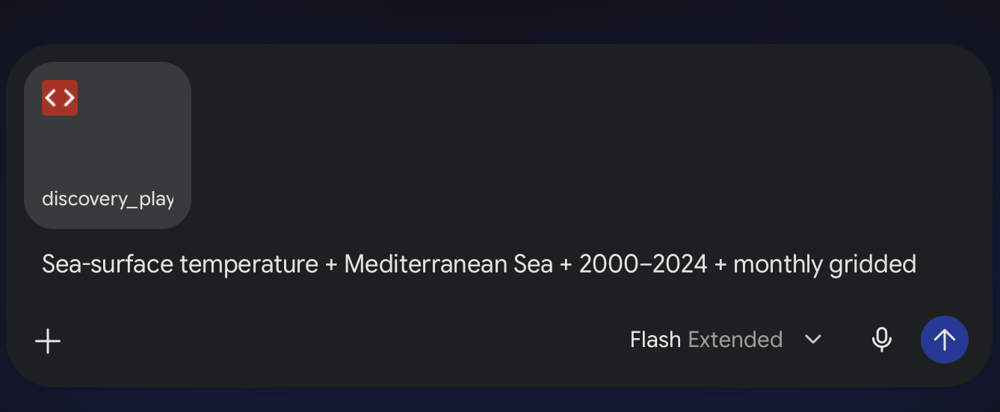 discovery_play
Sea-surface temperature + Mediterranean Sea + 2000–2024 + monthly gridded
Flash Extended